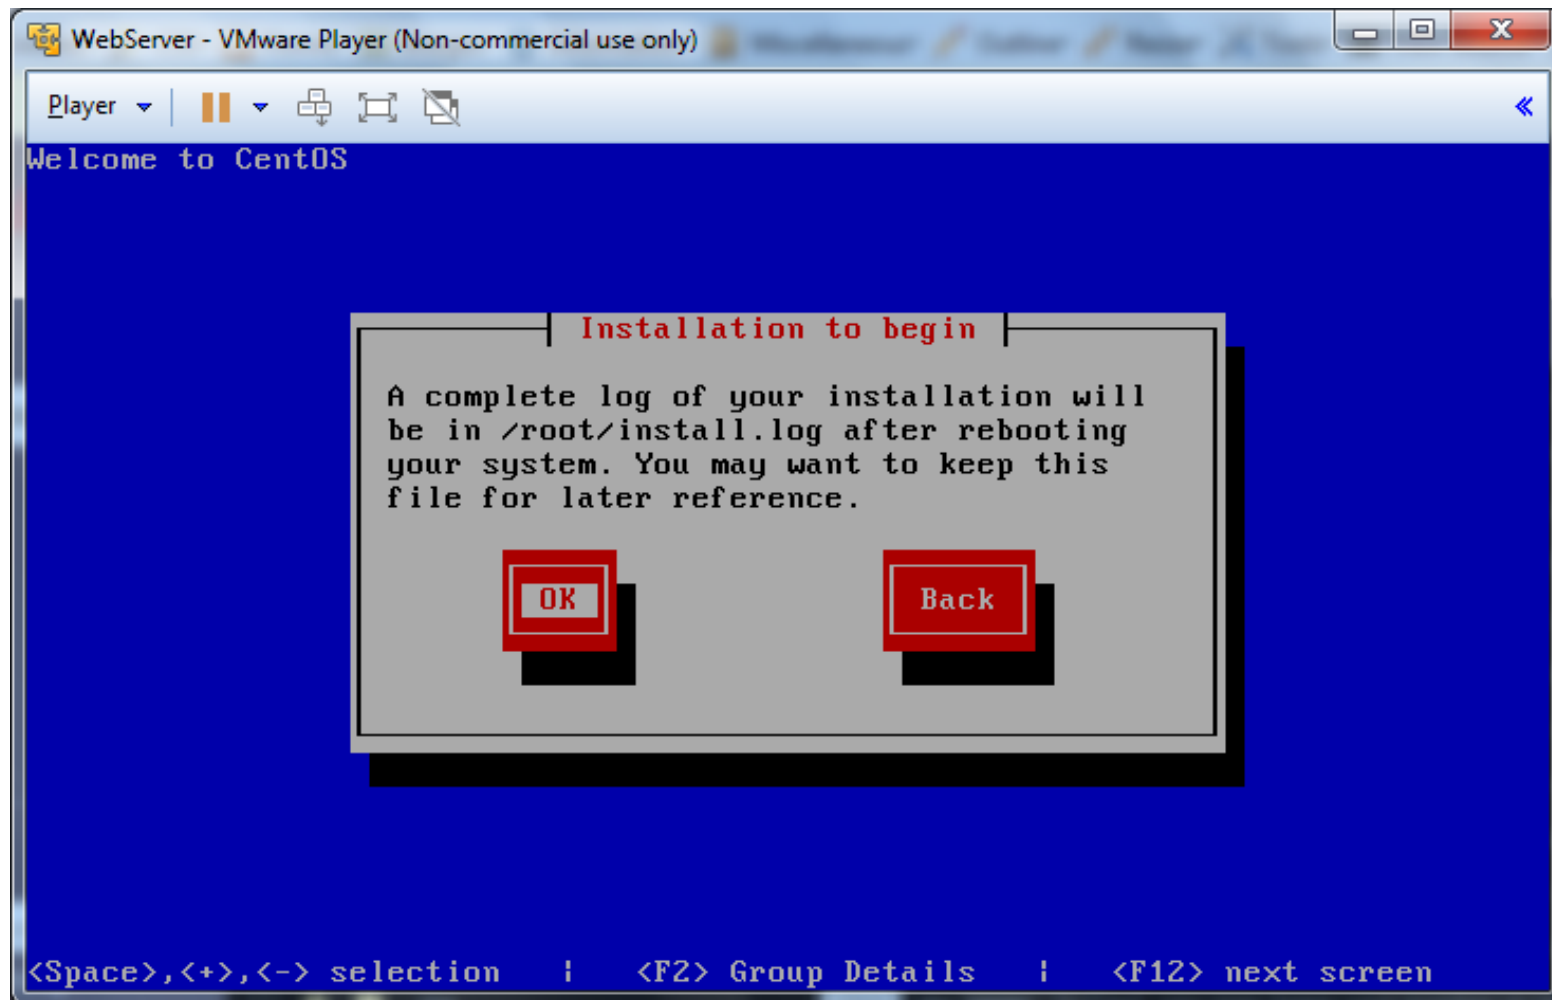 WebServer - VMware Player (Non-commercial use only)
Player
Welcome to CentOS
Installation to begin
A complete log of your installation will
be in /root/install.log after rebooting
your system. You may want to keep this
file for later reference.
OK Back
<Space>,<+>,<-> selection | <F2> Group Details | <F12> next screen